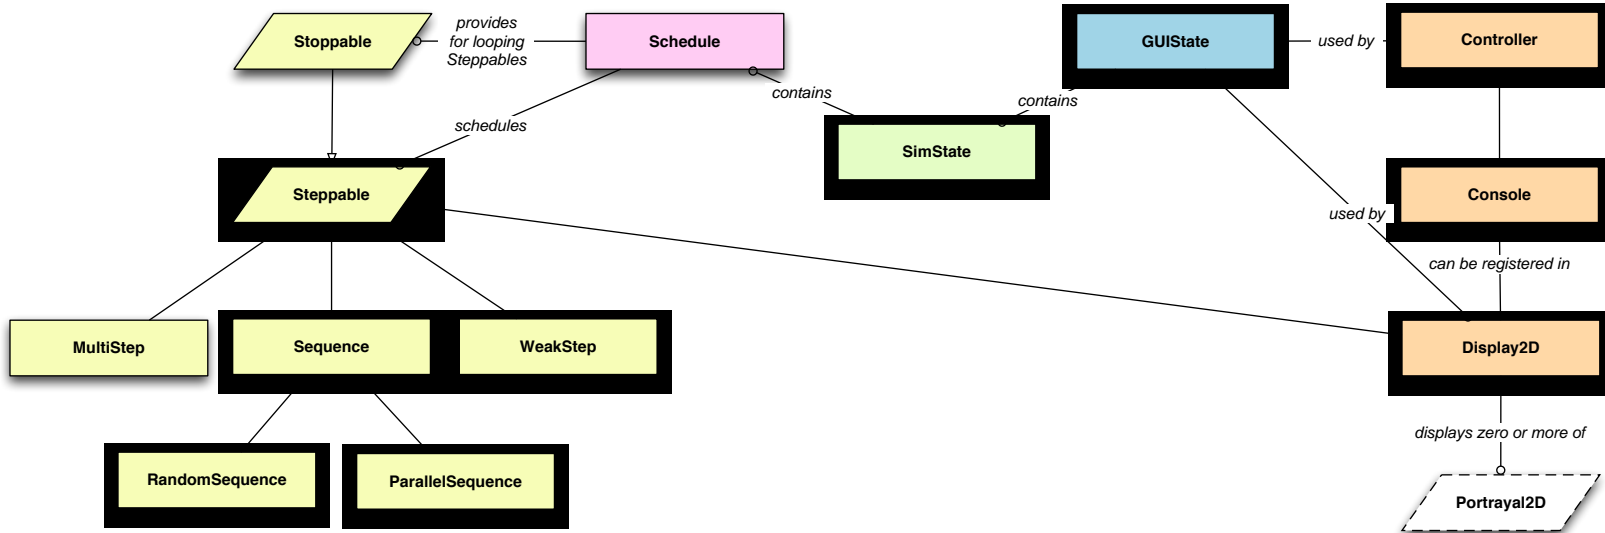 Stoppable
provides
for looping
Steppables
Schedule
GUIState
used by
Controller
contains
contains
schedules
SimState
Steppable
Console
used by
can be registered in
MultiStep
Sequence
WeakStep
Display2D
displays zero or more of
RandomSequence
ParallelSequence
Portrayal2D